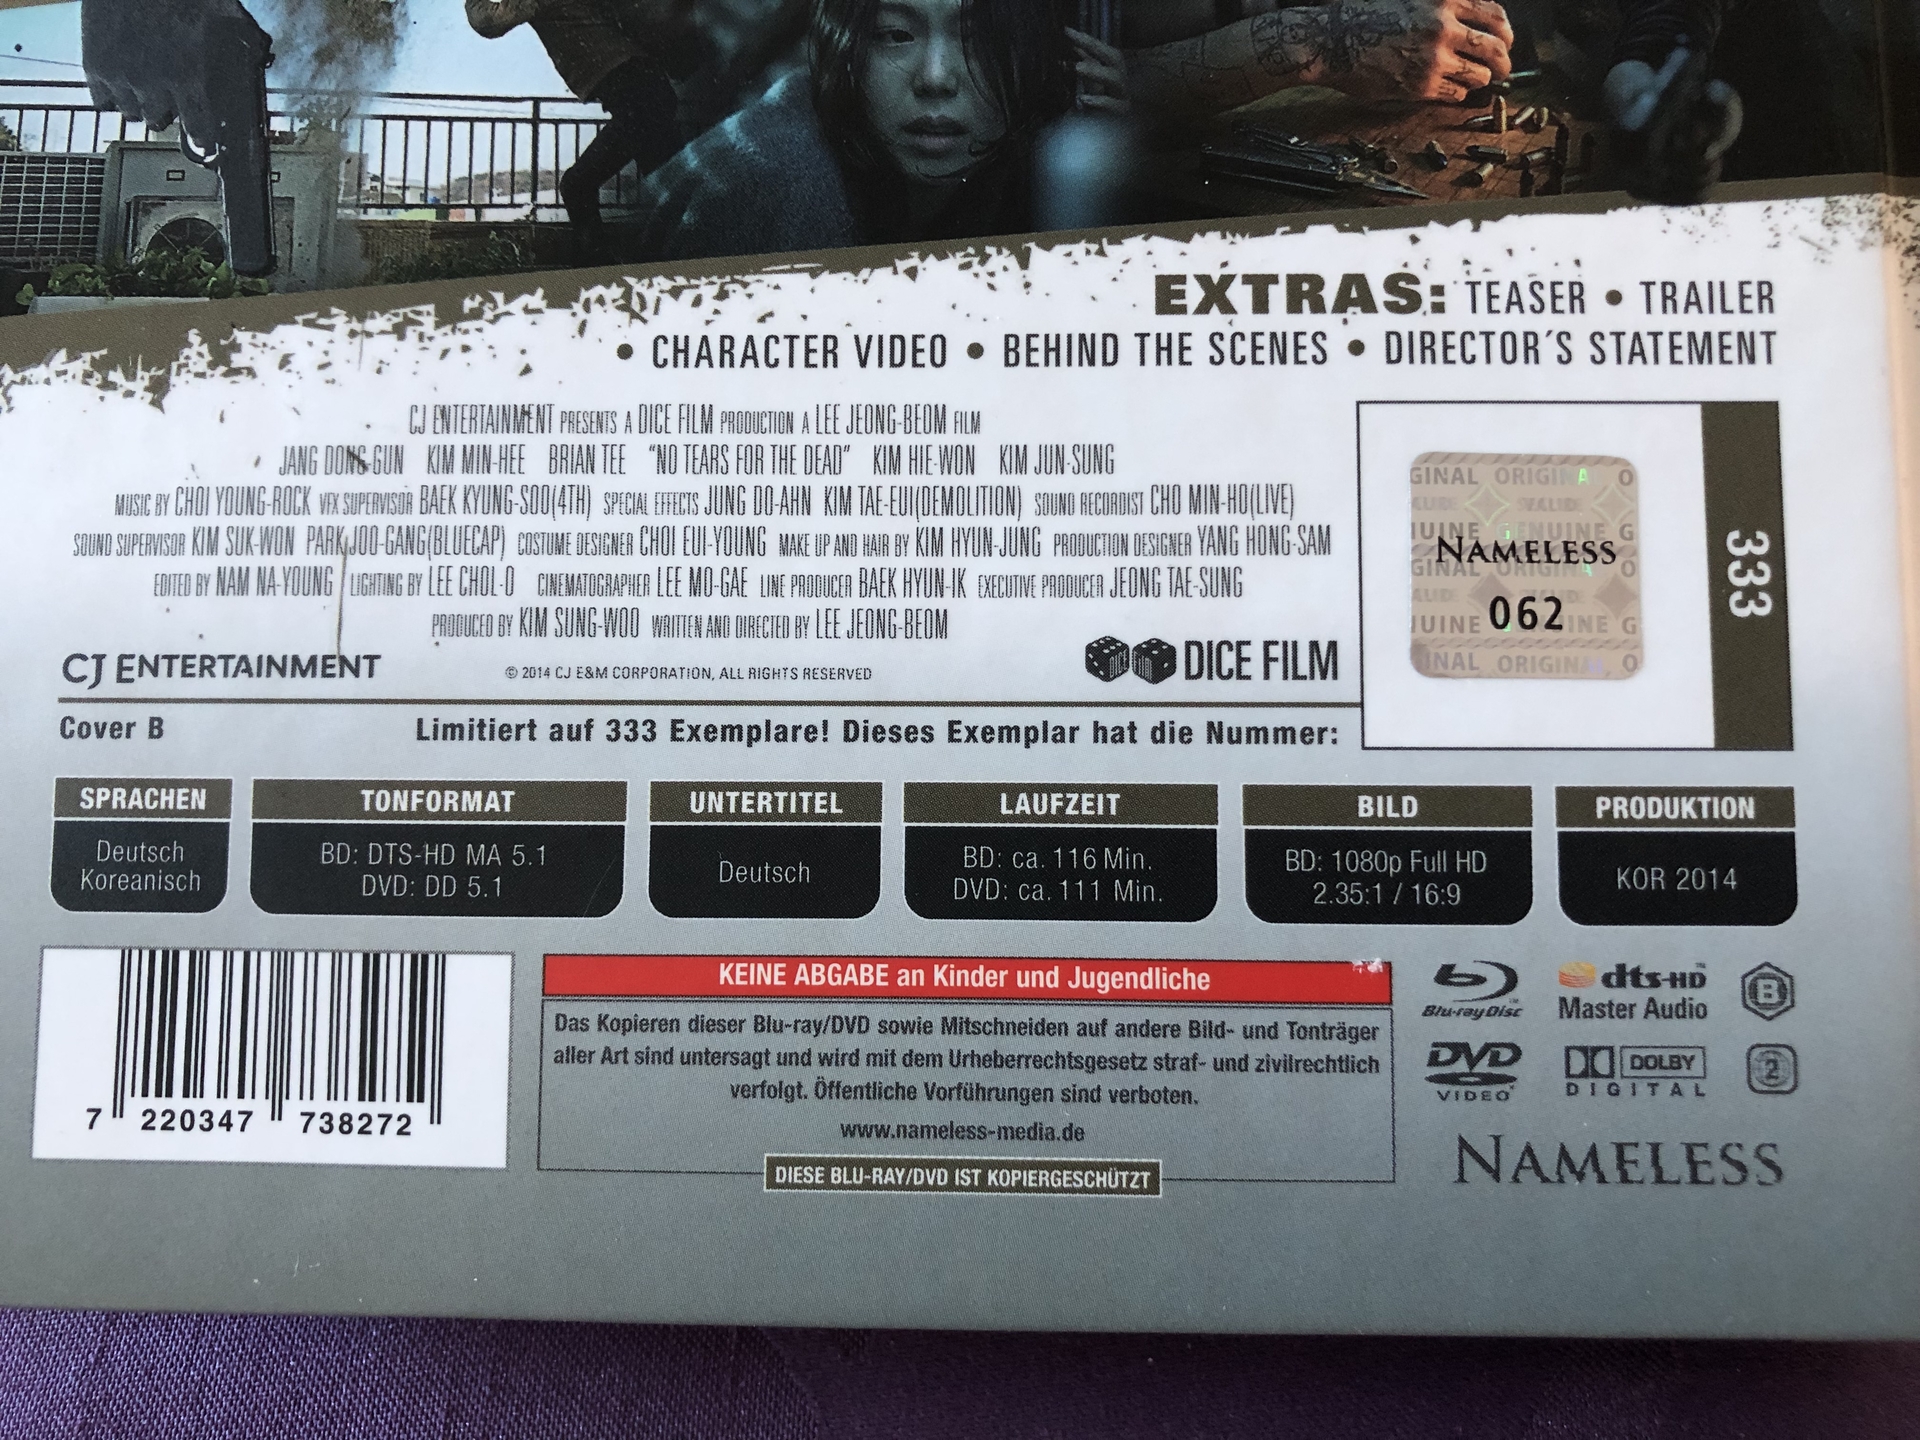 EXTRAS: TEASER • TRAILER
• CHARACTER VIDEO • BEHIND THE SCENES • DIRECTOR´S STATEMENT
CJ ENTERTAINMENT PRESENTS A DICE FILM PRODUCTION A LEE JEONG-BEOM FILM
JANG DONG-GUN KIM MIN-HEE BRIAN TEE “NO TEARS FOR THE DEAD” KIM HIE-WON KIM JUN-SUNG
MUSIC BY CHOI YOUNG-ROCK VFX SUPERVISOR BAEK KYUNG-SOO(4TH) SPECIAL EFFECTS JUNG DO-AHN KIM TAE-EUI(DEMOLITION) SOUND RECORDIST CHO MIN-HO(LIVE)
SOUND SUPERVISOR KIM SUK-WON PARK JOO-GANG(BLUECAP) COSTUME DESIGNER CHOI EUI-YOUNG MAKE UP AND HAIR BY KIM HYUN-JUNG PRODUCTION DESIGNER YANG HONG-SAM
EDITED BY NAM NA-YOUNG LIGHTING BY LEE CHOL-O CINEMATOGRAPHER LEE MO-GAE LINE PRODUCER BAEK HYUN-IK EXECUTIVE PRODUCER JEONG TAE-SUNG
PRODUCED BY KIM SUNG-WOO WRITTEN AND DIRECTED BY LEE JEONG-BEOM
CJ ENTERTAINMENT
© 2014 CJ E&M CORPORATION, ALL RIGHTS RESERVED
DICE FILM
NAMELESS
062
333
Cover B
Limitiert auf 333 Exemplare! Dieses Exemplar hat die Nummer:
SPRACHEN
Deutsch
Koreanisch
TONFORMAT
BD: DTS-HD MA 5.1
DVD: DD 5.1
UNTERTITEL
Deutsch
LAUFZEIT
BD: ca. 116 Min.
DVD: ca. 111 Min.
BILD
BD: 1080p Full HD
2.35:1 / 16:9
PRODUKTION
KOR 2014
7 220347 738272
KEINE ABGABE an Kinder und Jugendliche
Das Kopieren dieser Blu-ray/DVD sowie Mitschneiden auf andere Bild- und Tonträger
aller Art sind untersagt und wird mit dem Urheberrechtsgesetz straf- und zivilrechtlich
verfolgt. Öffentliche Vorführungen sind verboten.
www.nameless-media.de
DIESE BLU-RAY/DVD IST KOPIERGESCHÜTZT
Blu-ray Disc
dts-HD
Master Audio
B
DVD
VIDEO
DOLBY
DIGITAL
2
NAMELESS